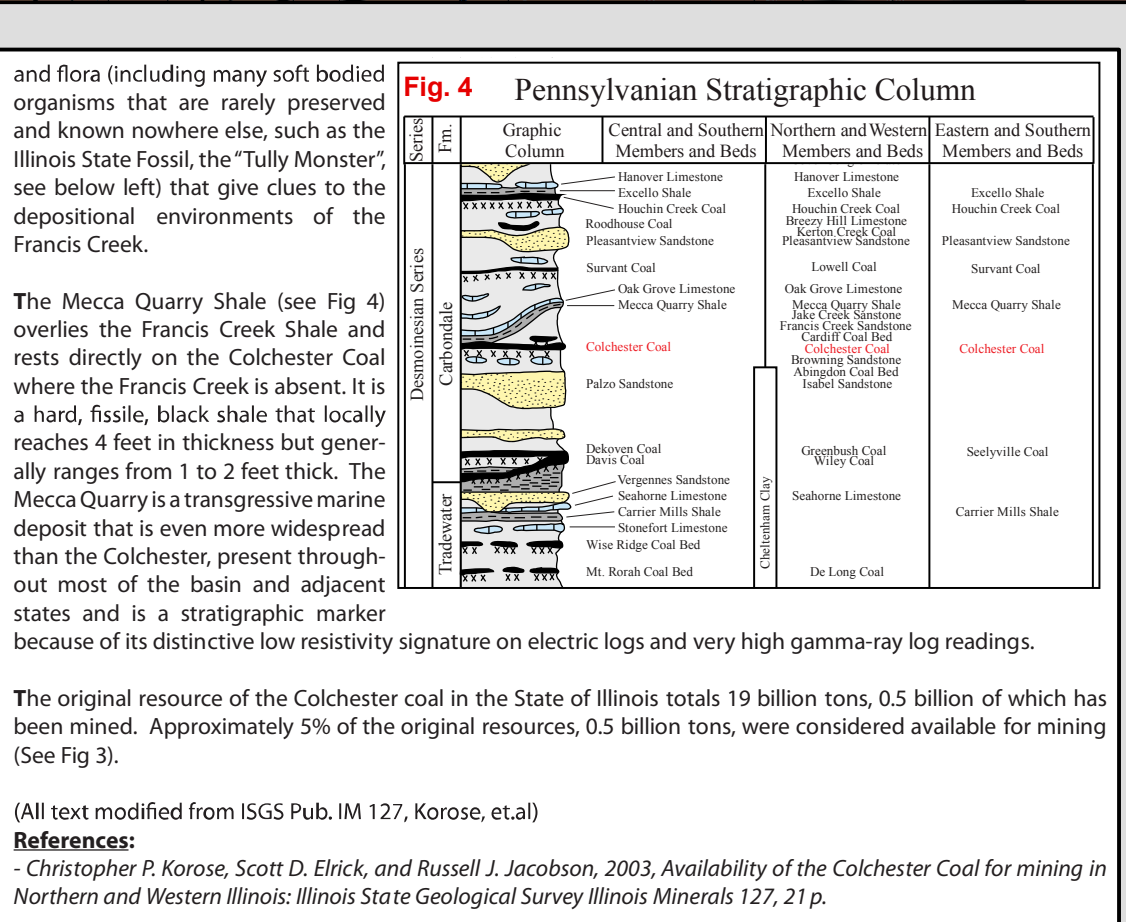 and flora (including many soft bodied
organisms that are rarely preserved
and known nowhere else, such as the
Illinois State Fossil, the “Tully Monster”,
see below left) that give clues to the
depositional environments of the
Francis Creek.
The Mecca Quarry Shale (see Fig 4)
overlies the Francis Creek Shale and
rests directly on the Colchester Coal
where the Francis Creek is absent. It is
a hard, fissile, black shale that locally
reaches 4 feet in thickness but gener-
ally ranges from 1 to 2 feet thick. The
Mecca Quarry is a transgressive marine
deposit that is even more widespread
than the Colchester, present through-
out most of the basin and adjacent
states and is a stratigraphic marker
because of its distinctive low resistivity signature on electric logs and very high gamma-ray log readings.
Fig. 4 Pennsylvanian Stratigraphic Column
Series
Fm.
Graphic
Column
Central and Southern
Members and Beds
Northern and Western
Members and Beds
Eastern and Southern
Members and Beds
Desmoinesian Series
Carbondale
Tradewater
Hanover Limestone
Excello Shale
Houchin Creek Coal
Roodhouse Coal
Pleasantview Sandstone
Survant Coal
Oak Grove Limestone
Mecca Quarry Shale
Colchester Coal
Palzo Sandstone
Dekoven Coal
Davis Coal
Vergennes Sandstone
Seahorne Limestone
Carrier Mills Shale
Stonefort Limestone
Wise Ridge Coal Bed
Mt. Rorah Coal Bed
Cheltenham Clay
Hanover Limestone
Excello Shale
Houchin Creek Coal
Breezy Hill Limestone
Kerton Creek Coal
Pleasantview Sandstone
Lowell Coal
Oak Grove Limestone
Mecca Quarry Shale
Jake Creek Sanstone
Francis Creek Sandstone
Cardiff Coal Bed
Colchester Coal
Browning Sandstone
Abingdon Coal Bed
Isabel Sandstone
Greenbush Coal
Wiley Coal
Seahorne Limestone
De Long Coal
Excello Shale
Houchin Creek Coal
Pleasantview Sandstone
Survant Coal
Mecca Quarry Shale
Colchester Coal
Seelyville Coal
Carrier Mills Shale
The original resource of the Colchester coal in the State of Illinois totals 19 billion tons, 0.5 billion of which has
been mined. Approximately 5% of the original resources, 0.5 billion tons, were considered available for mining
(See Fig 3).
(All text modified from ISGS Pub. IM 127, Korose, et.al)
References:
- Christopher P. Korose, Scott D. Elrick, and Russell J. Jacobson, 2003, Availability of the Colchester Coal for mining in
Northern and Western Illinois: Illinois State Geological Survey Illinois Minerals 127, 21 p.